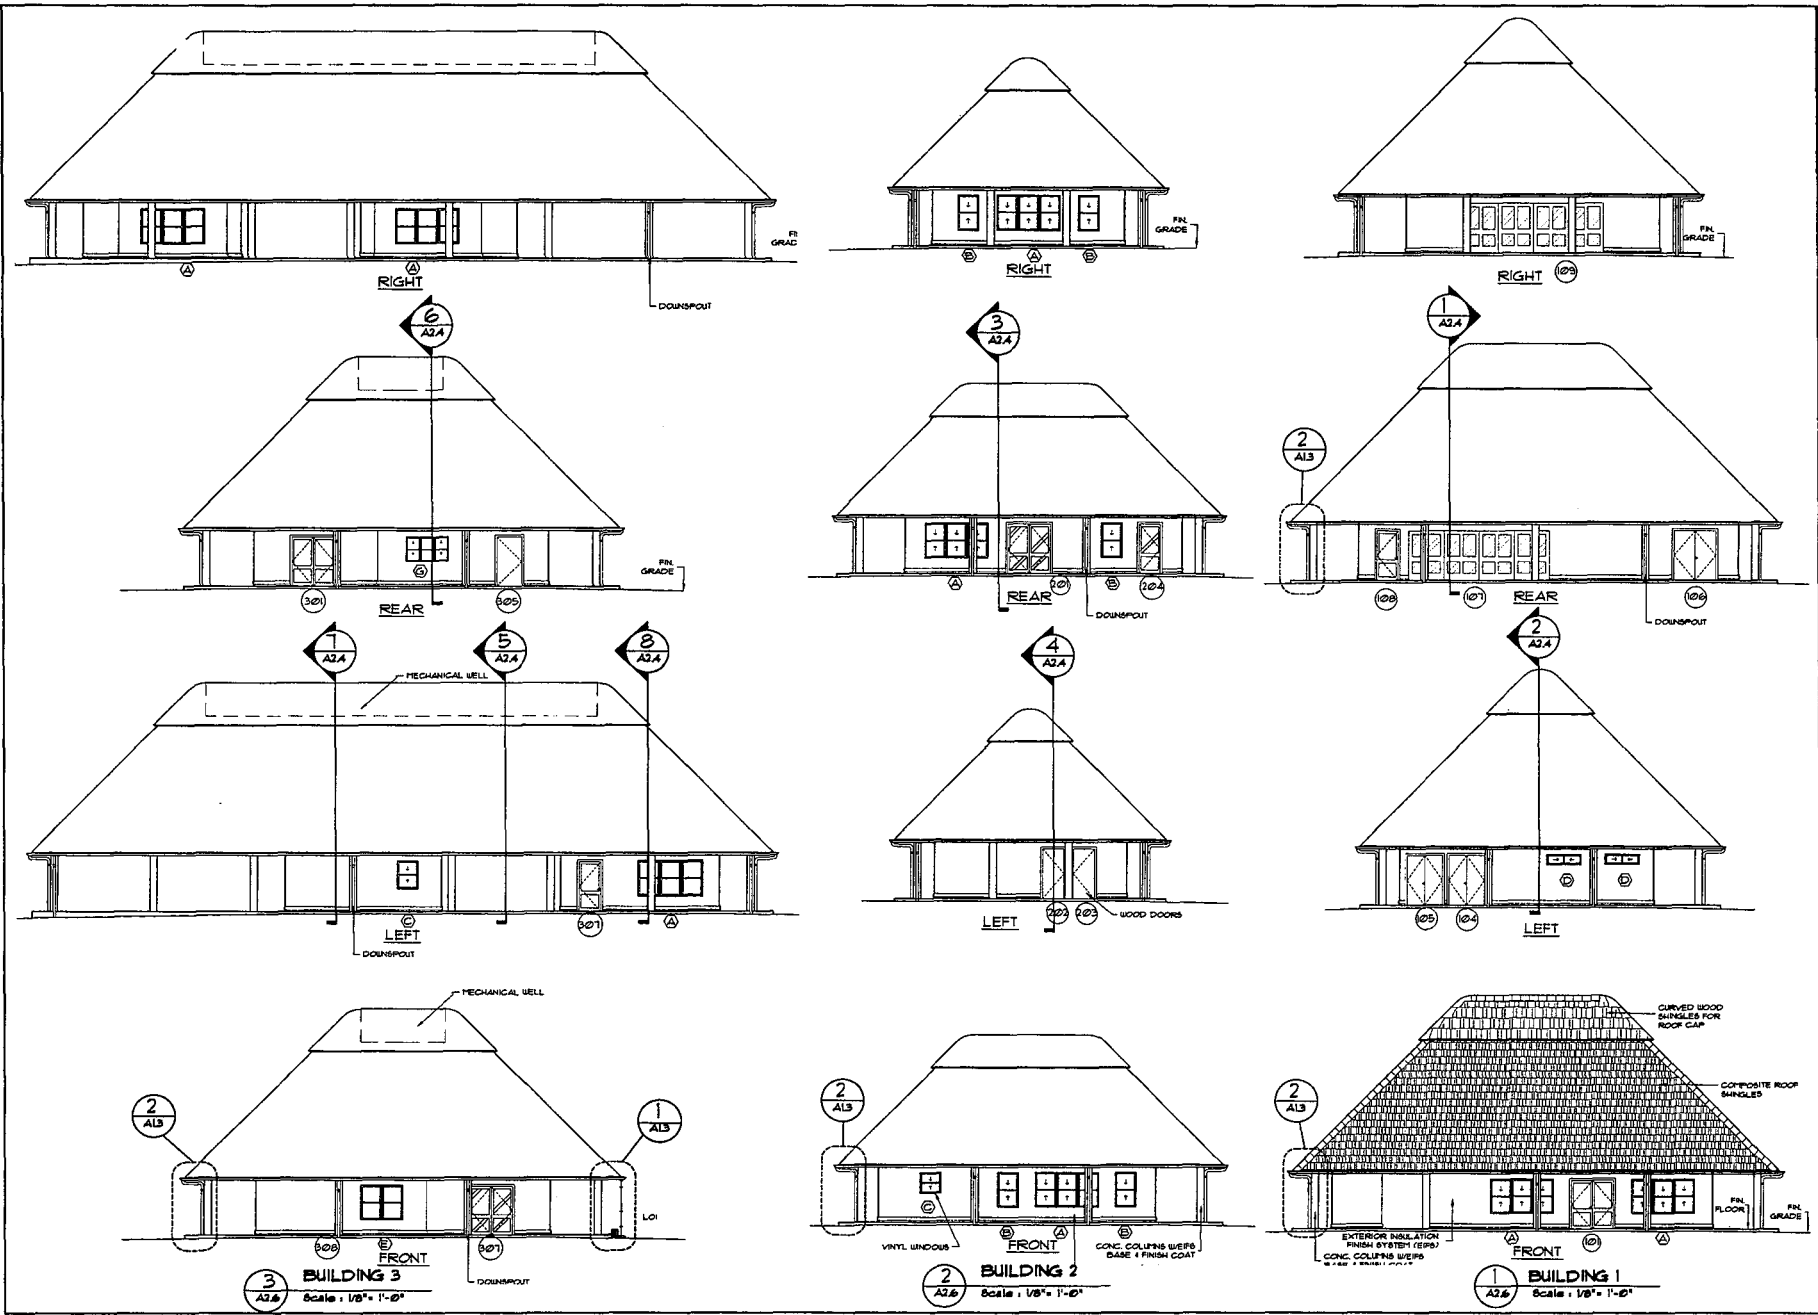 FIN.
GRADE
A
A
RIGHT
DOWNSPOUT
FIN.
GRADE
B
A
B
RIGHT
FIN.
GRADE
RIGHT
109
6
A2.4
G
FIN.
GRADE
301
305
REAR
3
A2.4
A
201
B
204
REAR
DOWNSPOUT
1
A2.4
2
A1.3
108
107
106
REAR
DOWNSPOUT
7
A2.4
5
A2.4
8
A2.4
MECHANICAL WELL
C
307
A
LEFT
DOWNSPOUT
4
A2.4
202
203
WOOD DOORS
LEFT
2
A2.4
D
D
105
104
LEFT
MECHANICAL WELL
2
A1.3
1
A1.3
LO
308
E
307
FRONT
DOWNSPOUT
3
A2.6
BUILDING 3
Scale : 1/8" = 1'-0"
2
A1.3
C
B
A
B
VINYL WINDOWS
FRONT
CONC. COLUMNS W/EIFS
BASE & FINISH COAT
2
A2.6
BUILDING 2
Scale : 1/8" = 1'-0"
CURVED WOOD
SHINGLES FOR
ROOF CAP
COMPOSITE ROOF
SHINGLES
2
A1.3
FIN.
FLOOR
FIN.
GRADE
EXTERIOR INSULATION
FINISH SYSTEM (EIFS)
CONC. COLUMNS W/EIFS
A
101
A
FRONT
1
A2.6
BUILDING 1
Scale : 1/8" = 1'-0"